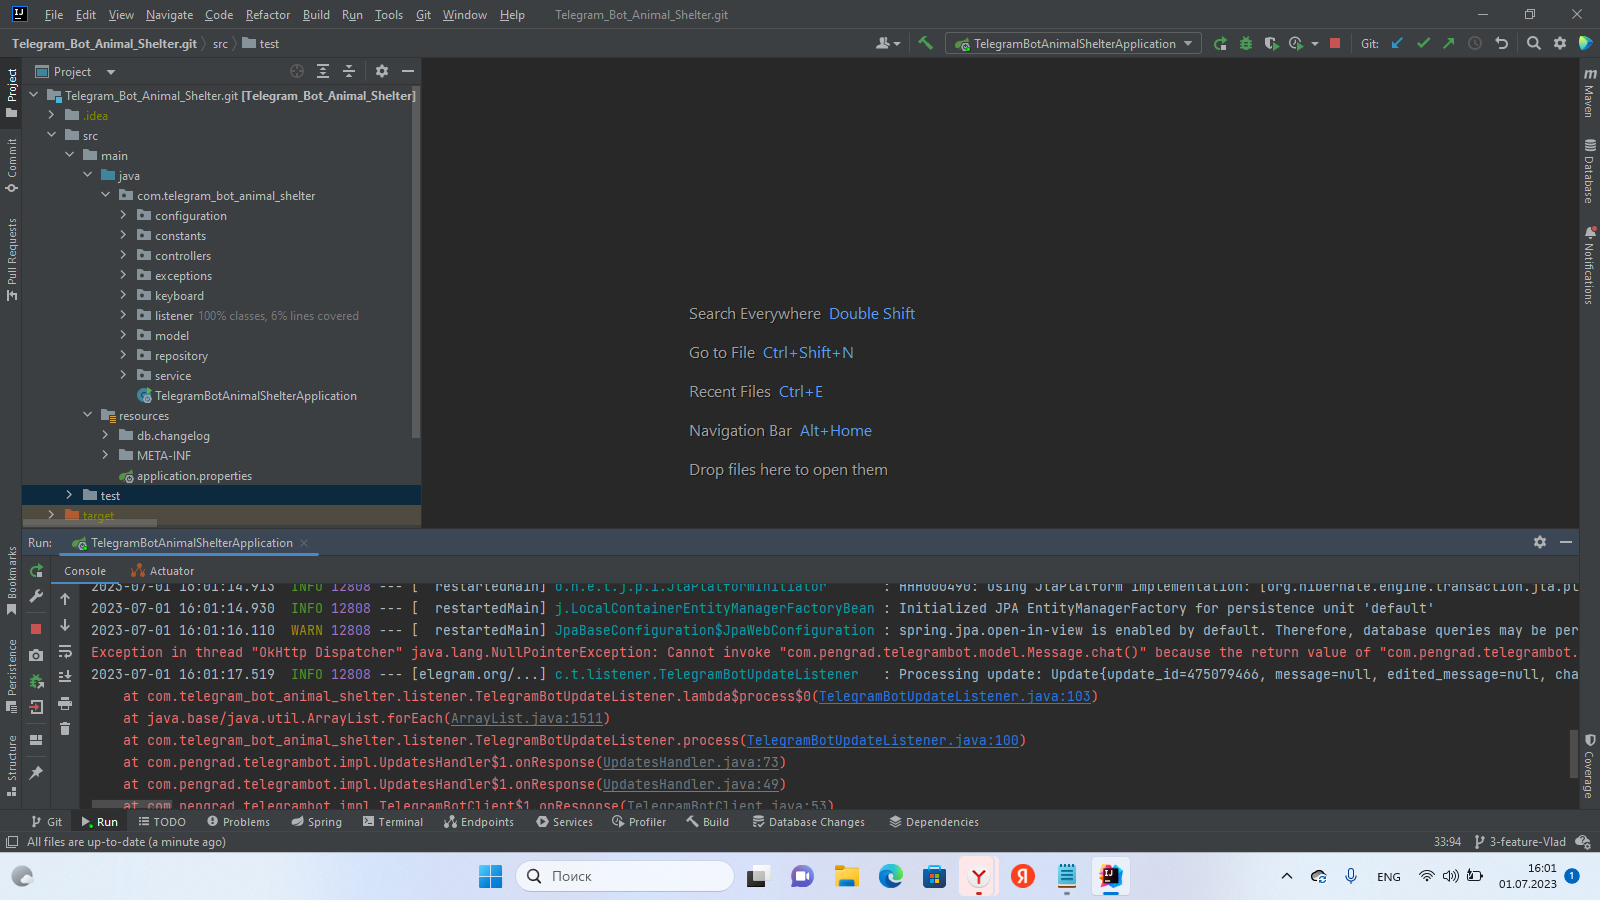 File Edit View Navigate Code Refactor Build Run Tools Git Window Help Telegram_Bot_Animal_Shelter.git
Telegram_Bot_Animal_Shelter.git src test
TelegramBotAnimalShelterApplication
Git:
Project
Telegram_Bot_Animal_Shelter.git [Telegram_Bot_Animal_Shelter]
.idea
src
main
java
com.telegram_bot_animal_shelter
configuration
constants
controllers
exceptions
keyboard
listener 100% classes, 6% lines covered
model
repository
service
TelegramBotAnimalShelterApplication
resources
db.changelog
META-INF
application.properties
test
target
Project
Commit
Pull Requests
Bookmarks
Persistence
Structure
Search Everywhere Double Shift
Go to File Ctrl+Shift+N
Recent Files Ctrl+E
Navigation Bar Alt+Home
Drop files here to open them
Maven
Database
Notifications
Coverage
Run: TelegramBotAnimalShelterApplication
Console Actuator
2023-07-01 16:01:14.913 INFO 12808 --- [ restartedMain] o.h.e.t.j.p.i.JtaPlatformInitiator : HHH000490: Using JtaPlatform implementation: [org.hibernate.engine.transaction.jta.pl
2023-07-01 16:01:14.930 INFO 12808 --- [ restartedMain] j.LocalContainerEntityManagerFactoryBean : Initialized JPA EntityManagerFactory for persistence unit 'default'
2023-07-01 16:01:16.110 WARN 12808 --- [ restartedMain] JpaBaseConfiguration$JpaWebConfiguration : spring.jpa.open-in-view is enabled by default. Therefore, database queries may be per
Exception in thread "OkHttp Dispatcher" java.lang.NullPointerException: Cannot invoke "com.pengrad.telegrambot.model.Message.chat()" because the return value of "com.pengrad.telegrambot.
2023-07-01 16:01:17.519 INFO 12808 --- [elegram.org/...] c.t.listener.TelegramBotUpdateListener : Processing update: Update{update_id=475079466, message=null, edited_message=null, cha
at com.telegram_bot_animal_shelter.listener.TelegramBotUpdateListener.lambda$process$0(TelegramBotUpdateListener.java:103)
at java.base/java.util.ArrayList.forEach(ArrayList.java:1511)
at com.telegram_bot_animal_shelter.listener.TelegramBotUpdateListener.process(TelegramBotUpdateListener.java:100)
at com.pengrad.telegrambot.impl.UpdatesHandler$1.onResponse(UpdatesHandler.java:73)
at com.pengrad.telegrambot.impl.UpdatesHandler$1.onResponse(UpdatesHandler.java:49)
at com.pengrad.telegrambot.impl.TelegramBotClient$1.onResponse(TelegramBotClient.java:53)
Git Run TODO Problems Spring Terminal Endpoints Services Profiler Build Database Changes Dependencies
All files are up-to-date (a minute ago) 33:94 3-feature-Vlad
Поиск
ENG
16:01
01.07.2023
1